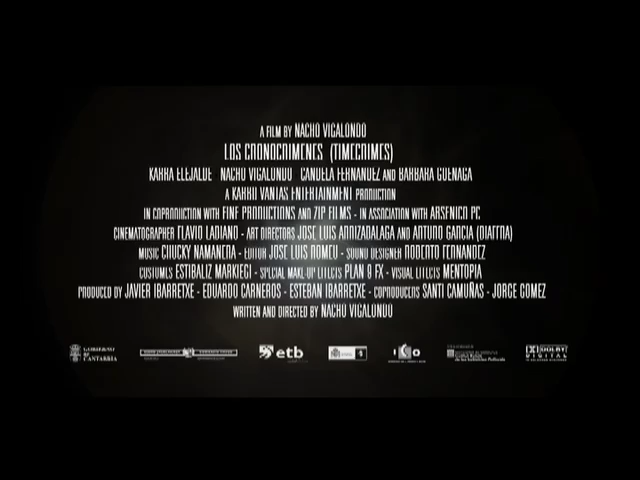 A FILM BY NACHO VIGALONDO
LOS CRONOCRIMENES (TIMECRIMES)
KARRA ELEJALDE NACHO VIGALONDO CANDELA FERNANDEZ AND BARBARA GOENAGA
A KARBO VANTAS ENTERTAINMENT PRODUCTION
IN COPRODUCTION WITH FINE PRODUCTIONS AND ZIP FILMS - IN ASSOCIATION WITH ARSENICO PC
CINEMATOGRAPHER FLAVIO LABIANO - ART DIRECTORS JOSE LUIS ARRIZABALAGA AND ARTURO GARCIA (BIAFFRA)
MUSIC CHUCKY NAMANERA - EDITOR JOSE LUIS ROMEU - SOUND DESIGNER ROBERTO FERNANDEZ
COSTUMES ESTIBALIZ MARKIEGI - SPECIAL MAKE-UP EFFECTS PLAN 9 FX - VISUAL EFFECTS MENTOPIA
PRODUCED BY JAVIER IBARRETXE - EDUARDO CARNEROS - ESTEBAN IBARRETXE - COPRODUCERS SANTI CAMUÑAS - JORGE GOMEZ
WRITTEN AND DIRECTED BY NACHO VIGALONDO
GOBIERNO DE CANTABRIA
etb
ICO
DOLBY DIGITAL